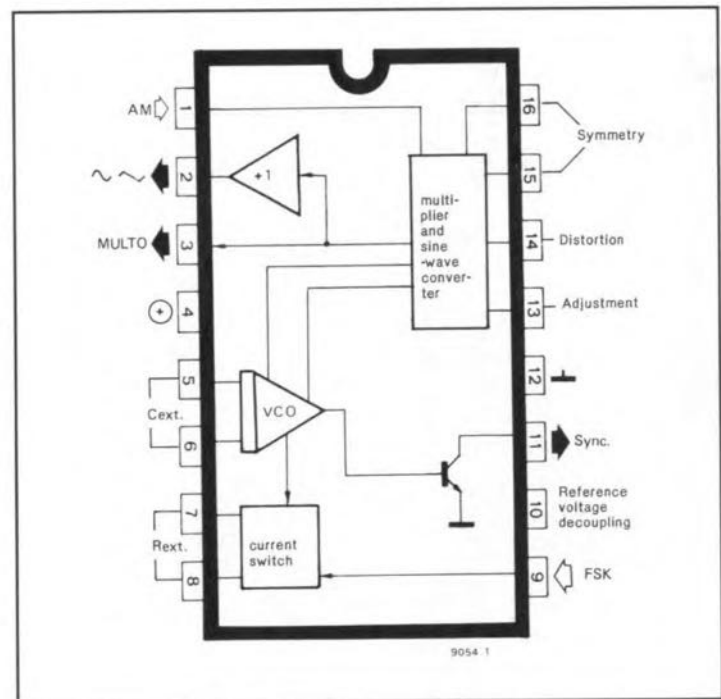 AM
1
2
3
4
5
6
7
8
MULTO
+
Cext.
Rext.
+1
VCO
current
switch
multi-
plier
and
sine
-wave
conver-
ter
16
15
14
13
12
11
10
9
Symmetry
Distortion
Adjustment
Sync.
Reference
voltage
decoupling
FSK
9054 1